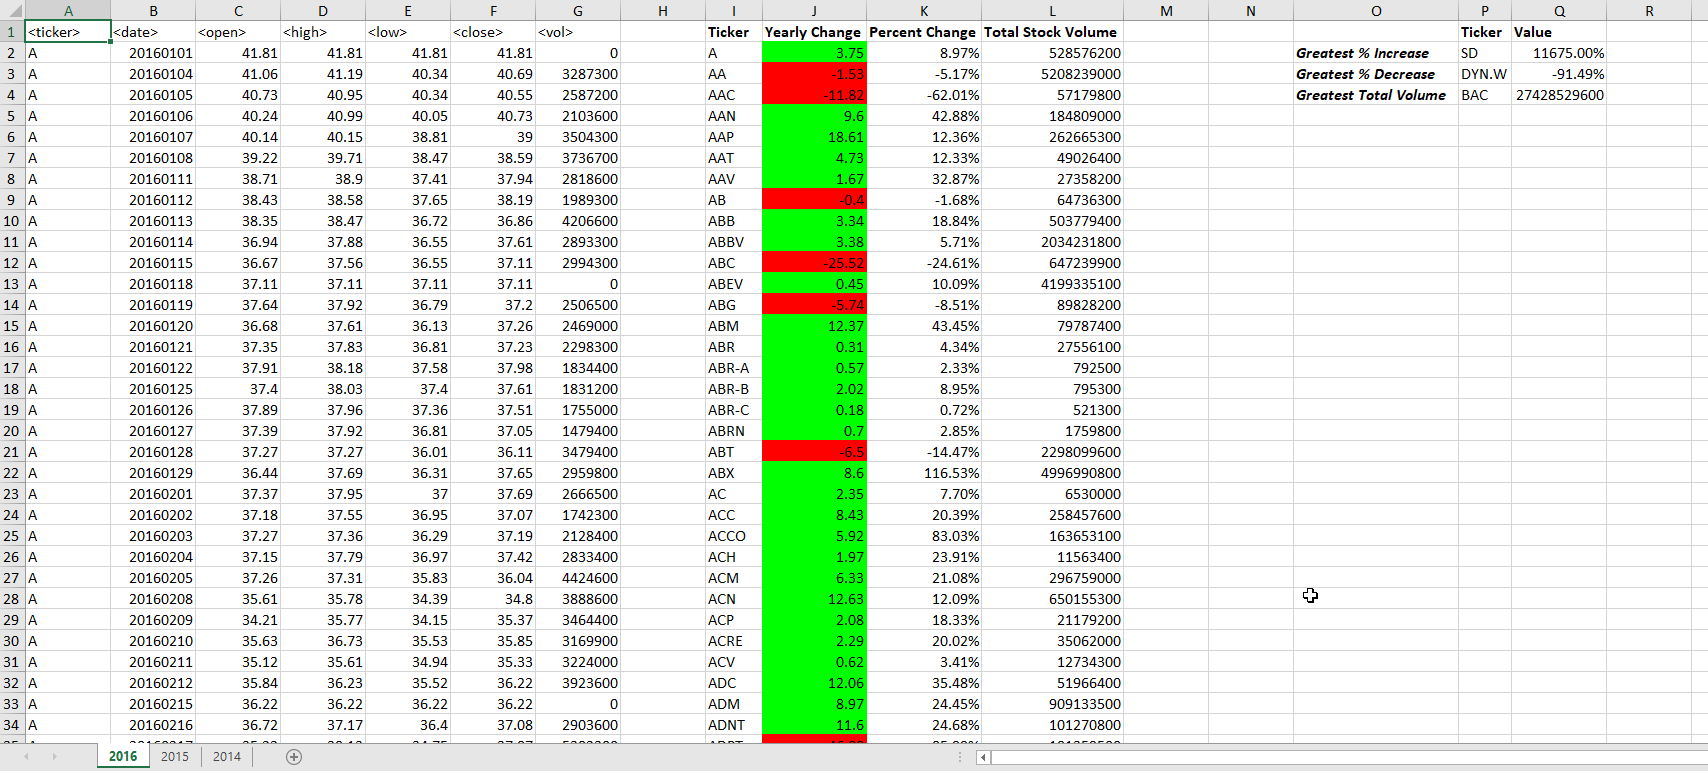 A B C D E F G H I J K L M N O P Q R
1 <ticker> <date> <open> <high> <low> <close> <vol> Ticker Yearly Change Percent Change Total Stock Volume Ticker Value
2 A 20160101 41.81 41.81 41.81 41.81 0 A 3.75 8.97% 528576200 Greatest % Increase SD 11675.00%
3 A 20160104 41.06 41.19 40.34 40.69 3287300 AA -1.53 -5.17% 5208239000 Greatest % Decrease DYN.W -91.49%
4 A 20160105 40.73 40.95 40.34 40.55 2587200 AAC -11.82 -62.01% 57179800 Greatest Total Volume BAC 27428529600
5 A 20160106 40.24 40.99 40.05 40.73 2103600 AAN 9.6 42.88% 184809000
6 A 20160107 40.14 40.15 38.81 39 3504300 AAP 18.61 12.36% 262665300
7 A 20160108 39.22 39.71 38.47 38.59 3736700 AAT 4.73 12.33% 49026400
8 A 20160111 38.71 38.9 37.41 37.94 2818600 AAV 1.67 32.87% 27358200
9 A 20160112 38.43 38.58 37.65 38.19 1989300 AB -0.4 -1.68% 64736300
10 A 20160113 38.35 38.47 36.72 36.86 4206600 ABB 3.34 18.84% 503779400
11 A 20160114 36.94 37.88 36.55 37.61 2893300 ABBV 3.38 5.71% 2034231800
12 A 20160115 36.67 37.56 36.55 37.11 2994300 ABC -25.52 -24.61% 647239900
13 A 20160118 37.11 37.11 37.11 37.11 0 ABEV 0.45 10.09% 4199335100
14 A 20160119 37.64 37.92 36.79 37.2 2506500 ABG -5.74 -8.51% 89828200
15 A 20160120 36.68 37.61 36.13 37.26 2469000 ABM 12.37 43.45% 79787400
16 A 20160121 37.35 37.83 36.81 37.23 2298300 ABR 0.31 4.34% 27556100
17 A 20160122 37.91 38.18 37.58 37.98 1834400 ABR-A 0.57 2.33% 792500
18 A 20160125 37.4 38.03 37.4 37.61 1831200 ABR-B 2.02 8.95% 795300
19 A 20160126 37.89 37.96 37.36 37.51 1755000 ABR-C 0.18 0.72% 521300
20 A 20160127 37.39 37.92 36.81 37.05 1479400 ABRN 0.7 2.85% 1759800
21 A 20160128 37.27 37.27 36.01 36.11 3479400 ABT -6.5 -14.47% 2298099600
22 A 20160129 36.44 37.69 36.31 37.65 2959800 ABX 8.6 116.53% 4996990800
23 A 20160201 37.37 37.95 37 37.69 2666500 AC 2.35 7.70% 6530000
24 A 20160202 37.18 37.55 36.95 37.07 1742300 ACC 8.43 20.39% 258457600
25 A 20160203 37.27 37.36 36.29 37.19 2128400 ACCO 5.92 83.03% 163653100
26 A 20160204 37.15 37.79 36.97 37.42 2833400 ACH 1.97 23.91% 11563400
27 A 20160205 37.26 37.31 35.83 36.04 4424600 ACM 6.33 21.08% 296759000
28 A 20160208 35.61 35.78 34.39 34.8 3888600 ACN 12.63 12.09% 650155300
29 A 20160209 34.21 35.77 34.15 35.37 3464400 ACP 2.08 18.33% 21179200
30 A 20160210 35.63 36.73 35.53 35.85 3169900 ACRE 2.29 20.02% 35062000
31 A 20160211 35.12 35.61 34.94 35.33 3224000 ACV 0.62 3.41% 12734300
32 A 20160212 35.84 36.23 35.52 36.22 3923600 ADC 12.06 35.48% 51966400
33 A 20160215 36.22 36.22 36.22 36.22 0 ADM 8.97 24.45% 909133500
34 A 20160216 36.72 37.17 36.4 37.08 2903600 ADNT 11.6 24.68% 101270800
2016 2015 2014